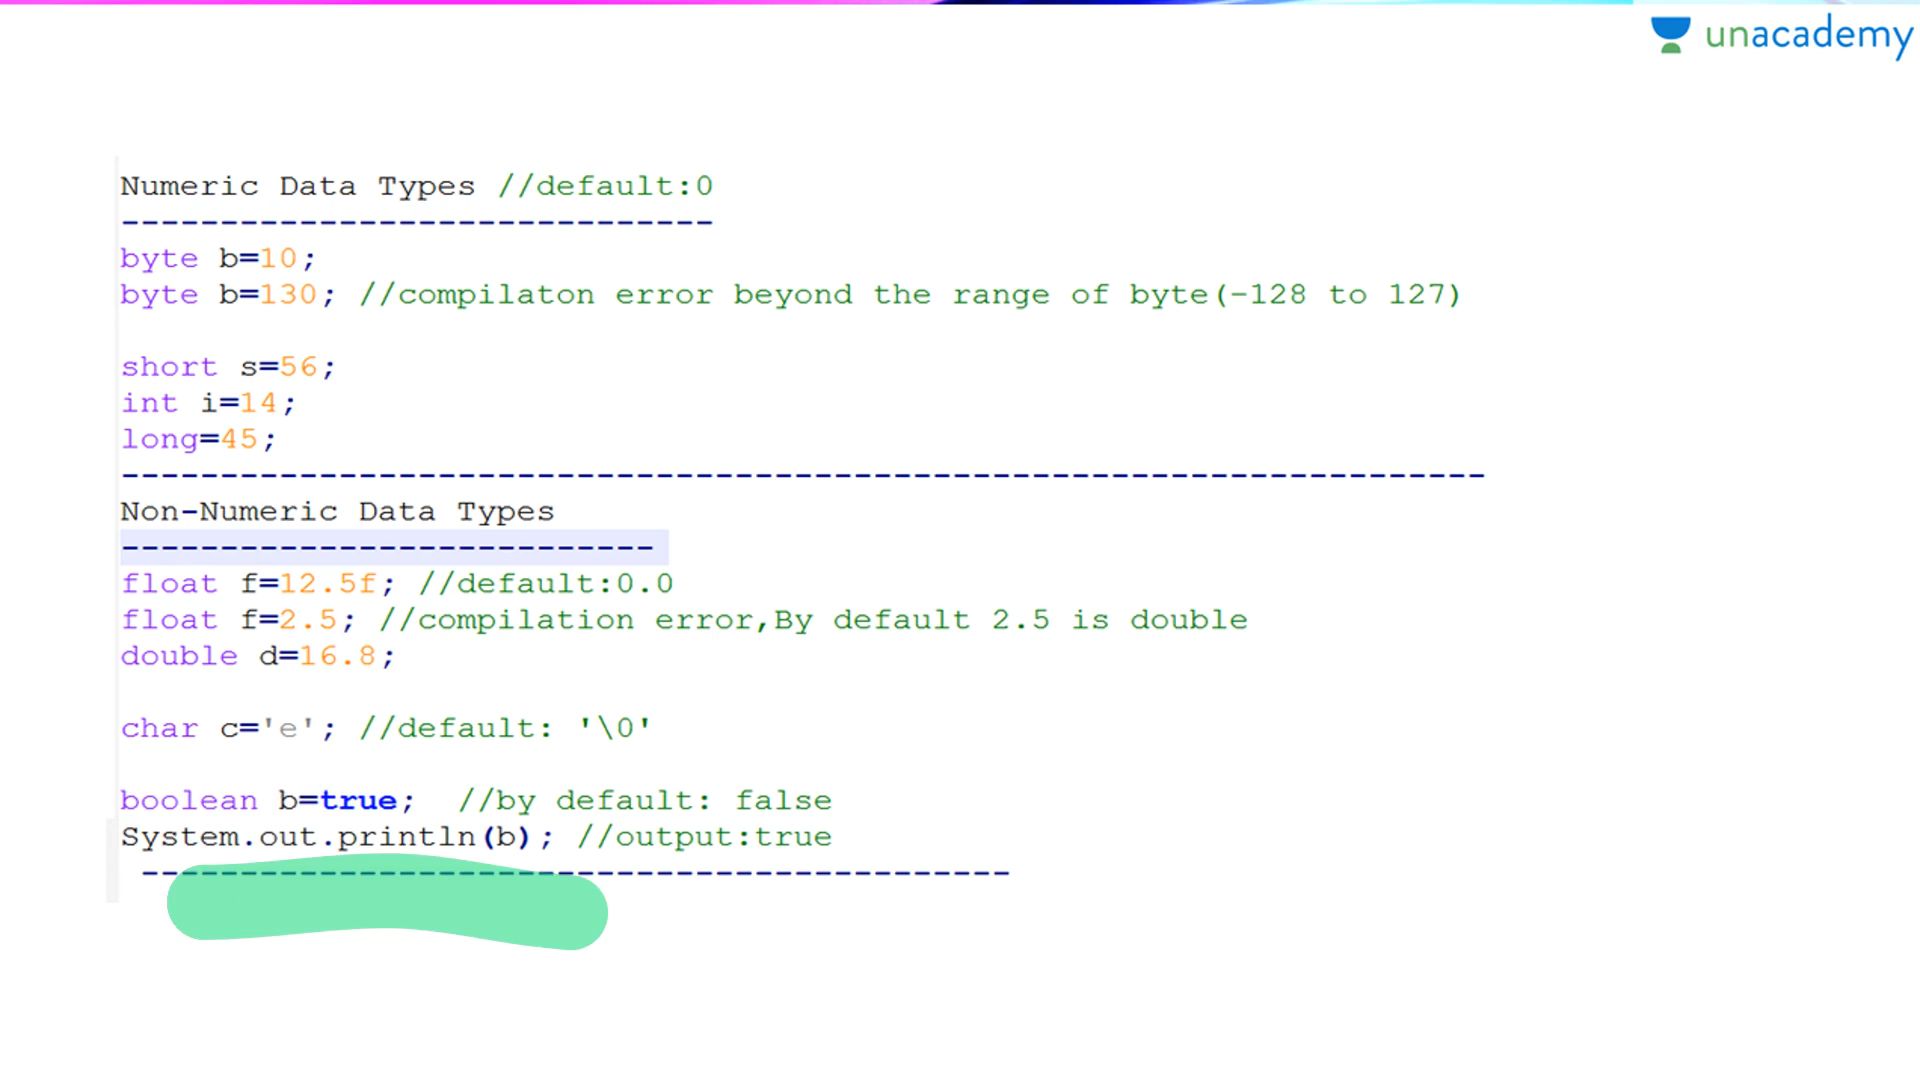 unacademy
Numeric Data Types //default:0
------------------------------
byte b=10;
byte b=130; //compilaton error beyond the range of byte(-128 to 127)
short s=56;
int i=14;
long=45;
---------------------------------------------------------------------
Non-Numeric Data Types
---------------------------
float f=12.5f; //default:0.0
float f=2.5; //compilation error,By default 2.5 is double
double d=16.8;
char c='e'; //default: '\0'
boolean b=true;  //by default: false
System.out.println(b); //output:true
--------------------------------------------